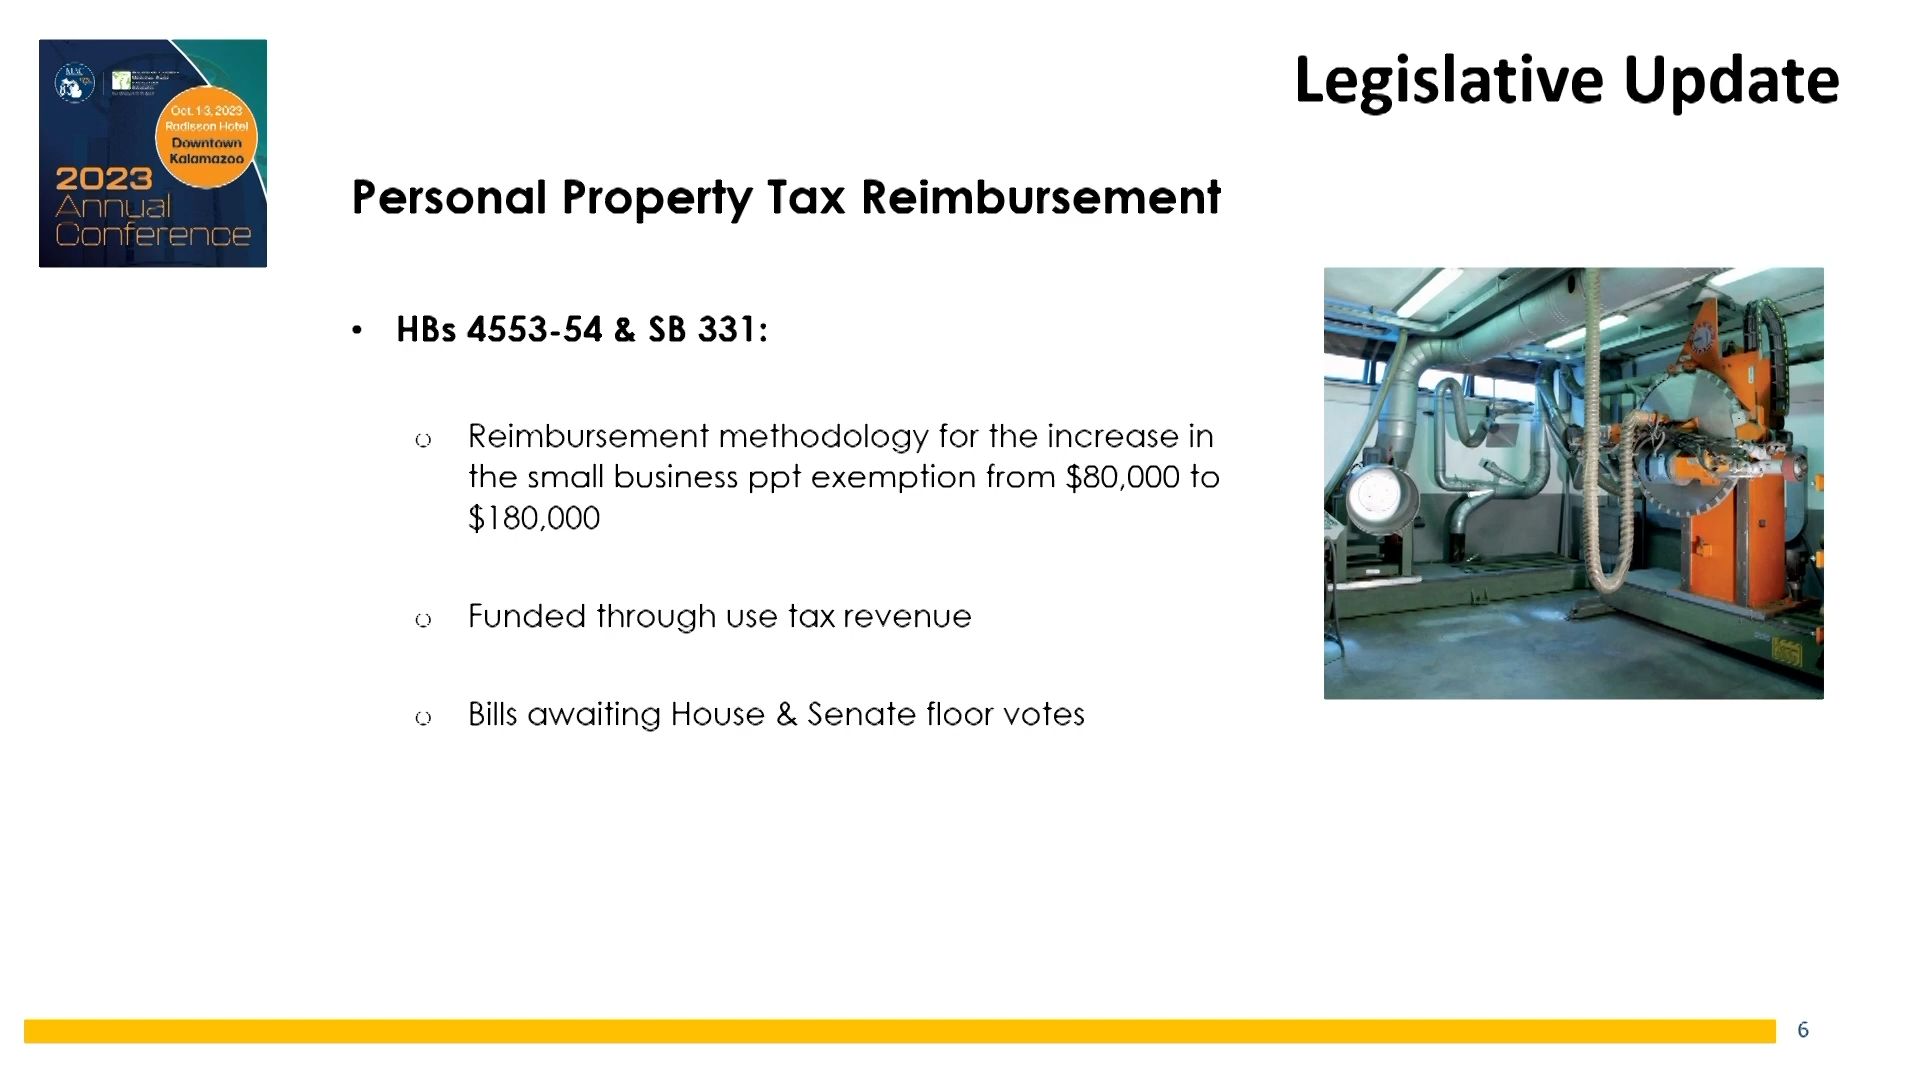 Legislative Update
Oct. 1-3, 2023
Radisson Hotel
Downtown
Kalamazoo
2023
Annual
Conference
Personal Property Tax Reimbursement
• HBs 4553-54 & SB 331:
o Reimbursement methodology for the increase in
the small business ppt exemption from $80,000 to
$180,000
o Funded through use tax revenue
o Bills awaiting House & Senate floor votes
6